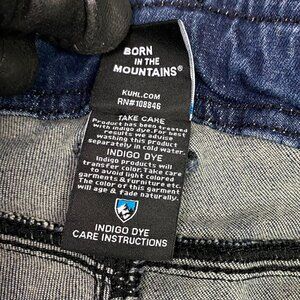 BORN
IN THE
MOUNTAINS®
KUHL.COM
RN#108846
TAKE CARE
Product has been treated
with indigo dye. For best
results we advise
washing this product
separately in cold water.
INDIGO DYE
Indigo products will
transfer color. Take care
to avoid light colored
garments & furniture etc.
The color of this garment
will age & fade naturally.
INDIGO DYE
CARE INSTRUCTIONS